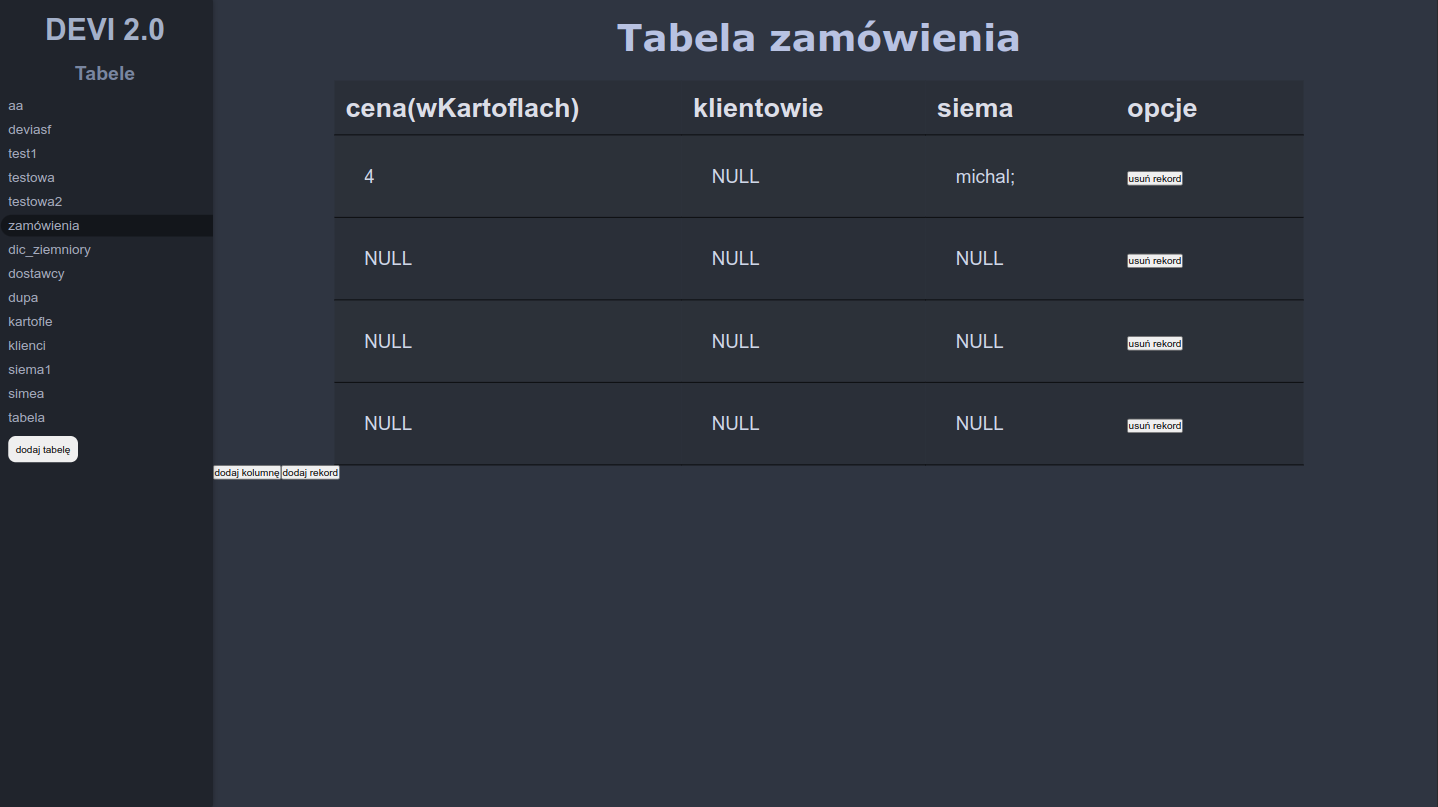 DEVI 2.0
Tabele
aa
deviasf
test1
testowa
testowa2
zamówienia
dic_ziemniory
dostawcy
dupa
kartofle
klienci
siema1
simea
tabela
dodaj tabelę
Tabela zamówienia
cena(wKartoflach) klientowie siema opcje
4 NULL michal; usuń rekord
NULL NULL NULL usuń rekord
NULL NULL NULL usuń rekord
NULL NULL NULL usuń rekord
dodaj kolumnę dodaj rekord